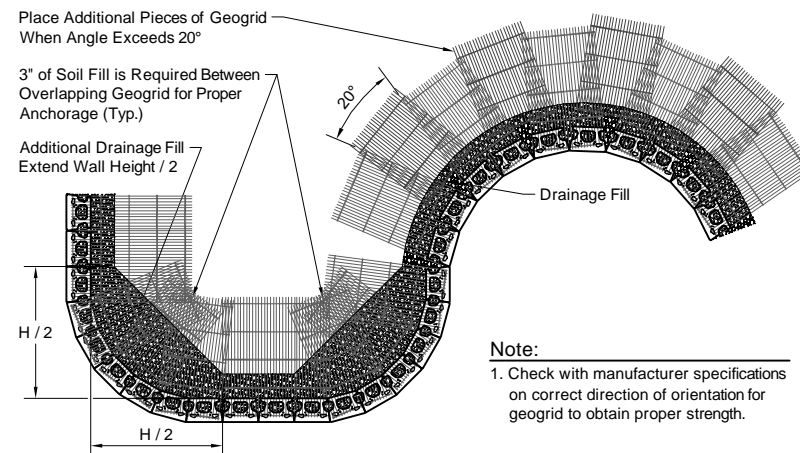 Place Additional Pieces of Geogrid
When Angle Exceeds 20°
3" of Soil Fill is Required Between
Overlapping Geogrid for Proper
Anchorage (Typ.)
Additional Drainage Fill
Extend Wall Height / 2
20°
Drainage Fill
H / 2
H / 2
Note:
1. Check with manufacturer specifications
on correct direction of orientation for
geogrid to obtain proper strength.